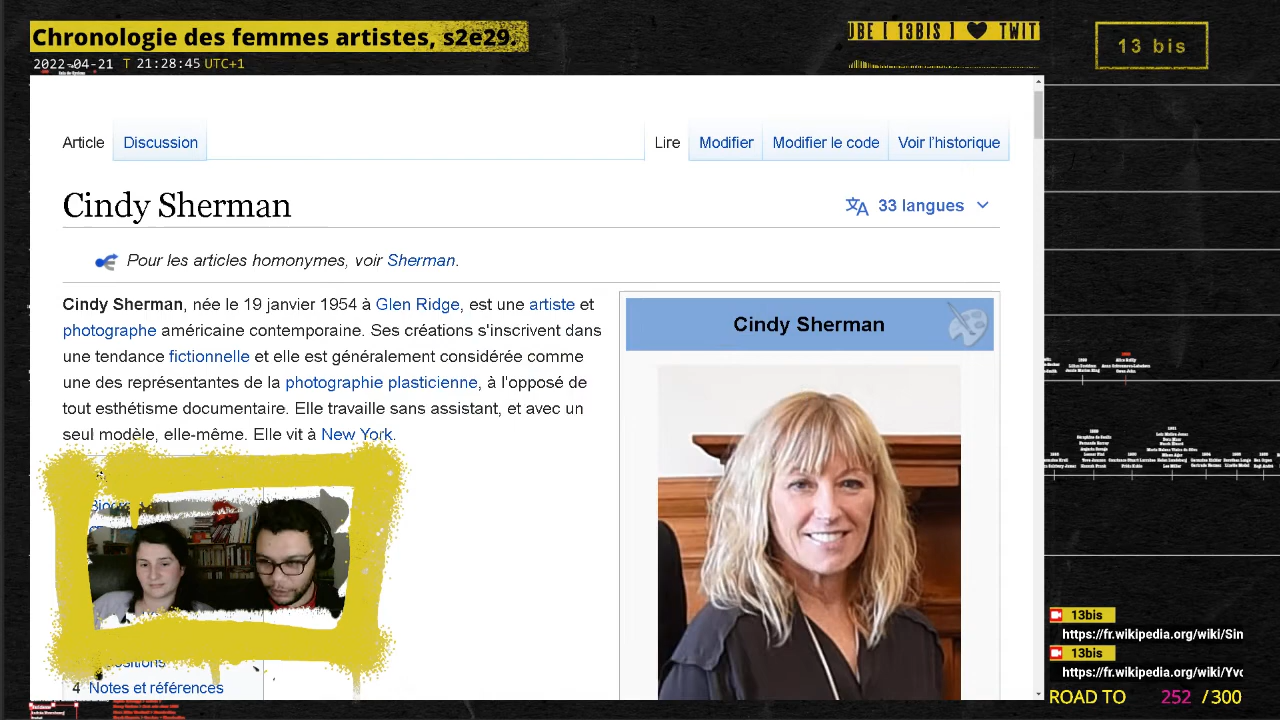 Chronologie des femmes artistes, s2e29.
2022-04-21 T 21:28:45 UTC+1
UBE [ 13BIS ] TWIT
13 bis
Article
Discussion
Lire
Modifier
Modifier le code
Voir l'historique
Cindy Sherman
33 langues
Pour les articles homonymes, voir Sherman.
Cindy Sherman, née le 19 janvier 1954 à Glen Ridge, est une artiste et
photographe américaine contemporaine. Ses créations s'inscrivent dans
une tendance fictionnelle et elle est généralement considérée comme
une des représentantes de la photographie plasticienne, à l'opposé de
tout esthétisme documentaire. Elle travaille sans assistant, et avec un
seul modèle, elle-même. Elle vit à New York.
Cindy Sherman
4 Notes et références
13bis
https://fr.wikipedia.org/wiki/Sin
13bis
https://fr.wikipedia.org/wiki/Yvo
ROAD TO 252 / 300